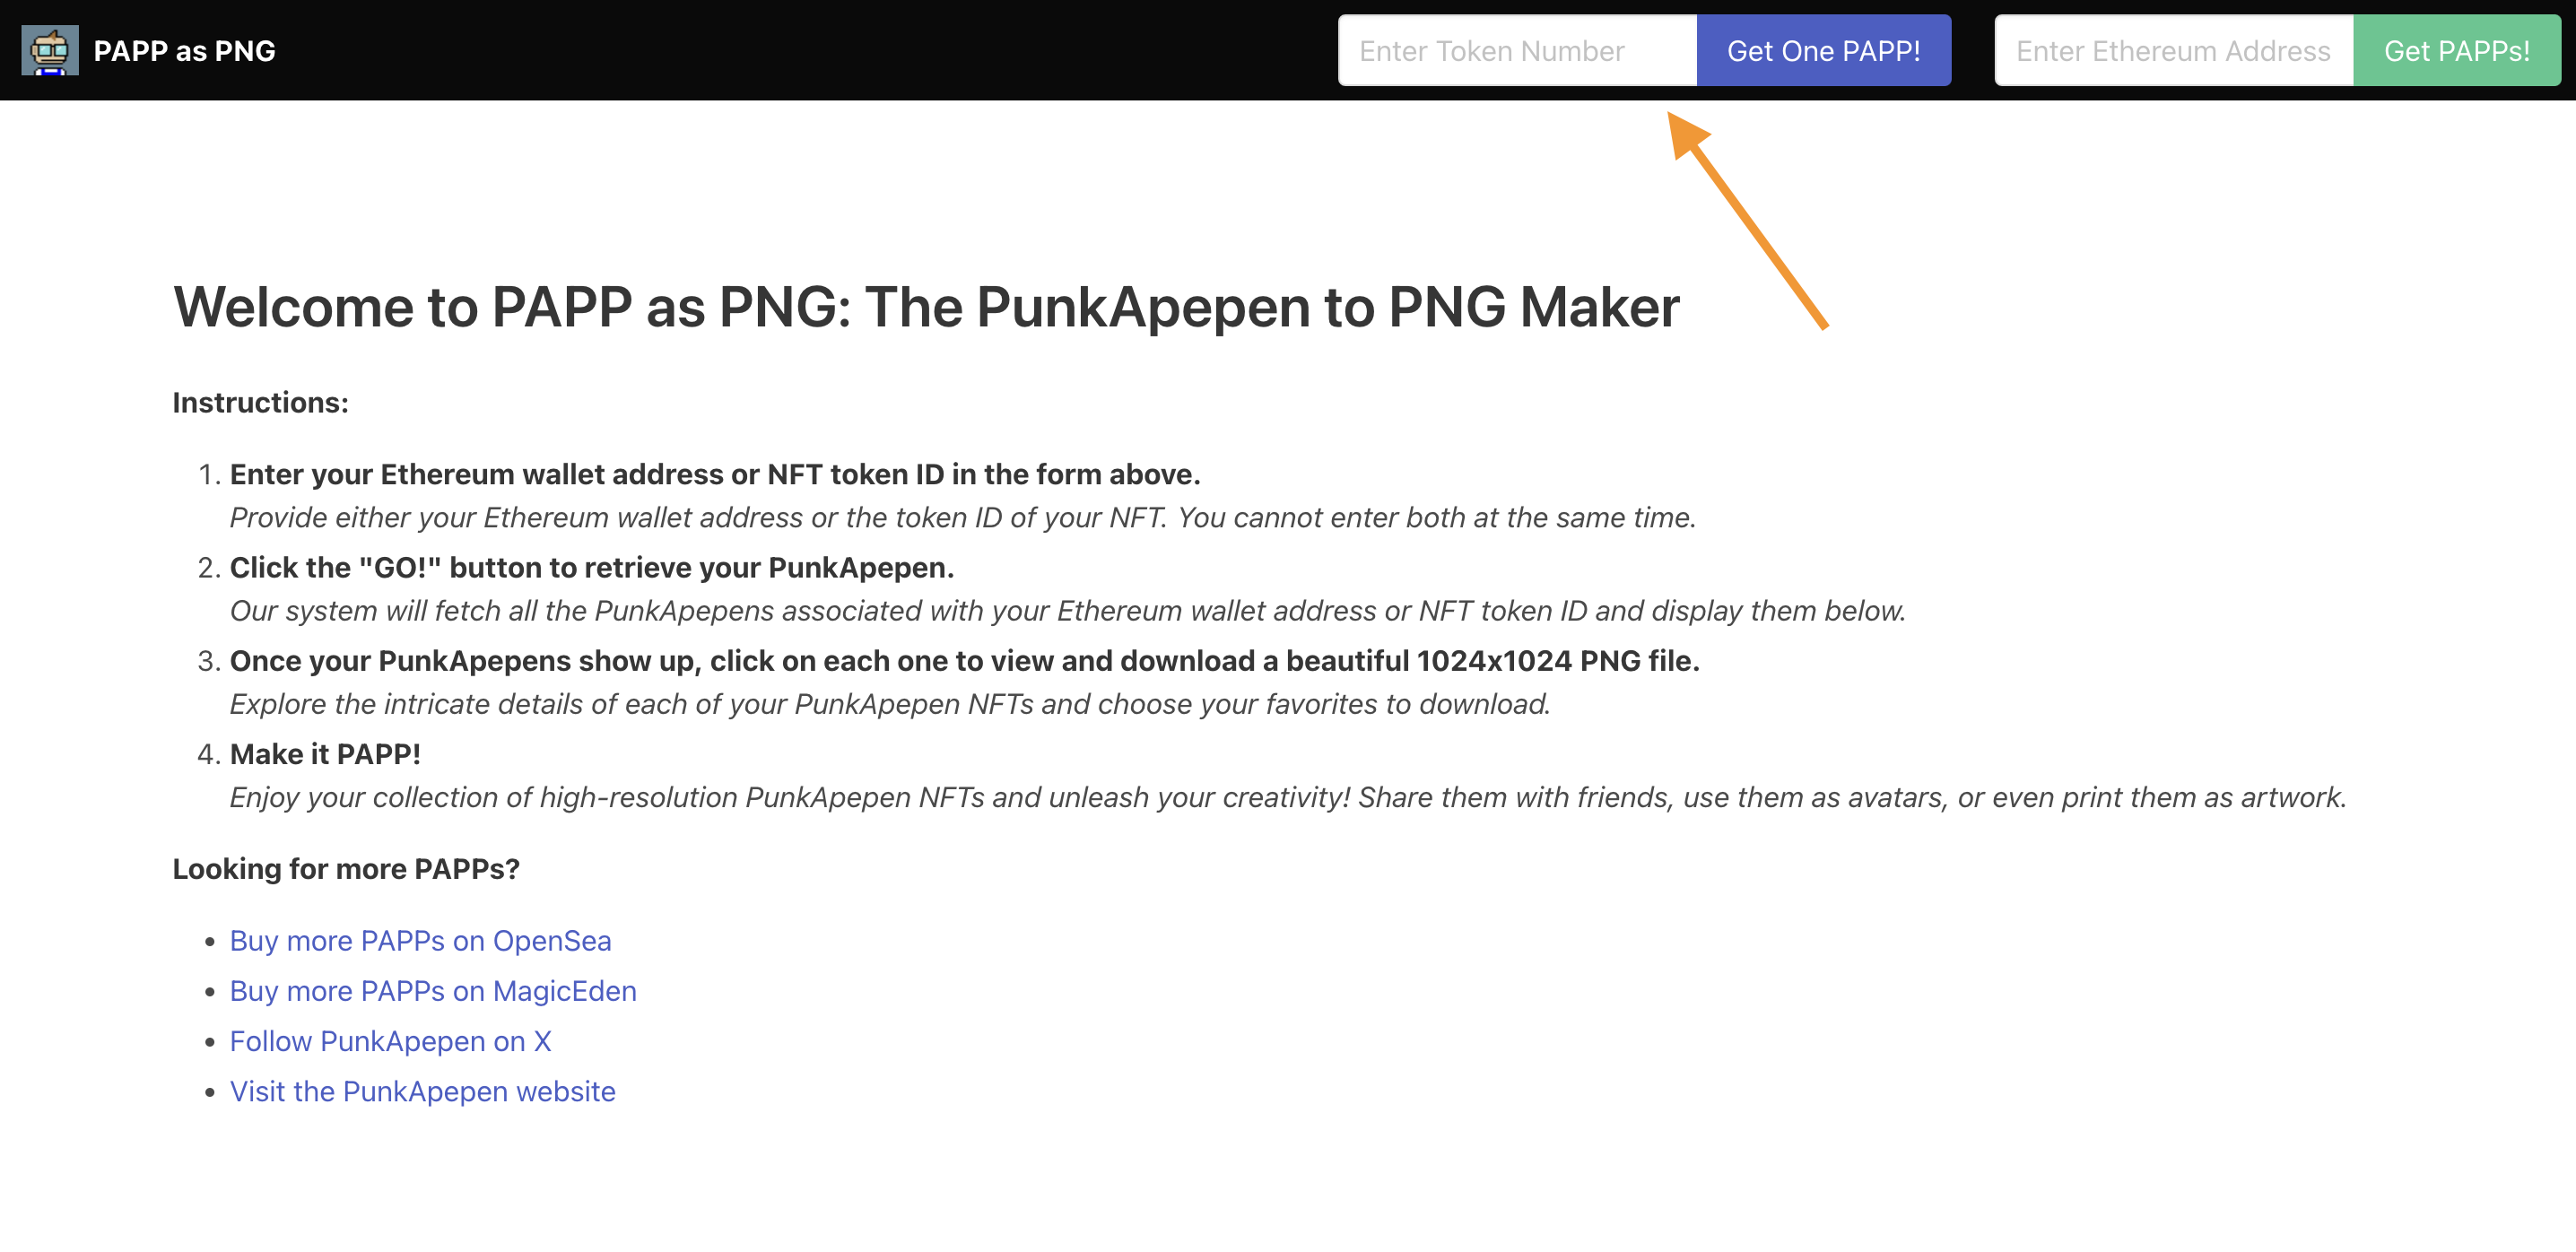 PAPP as PNG
Enter Token Number
Get One PAPP!
Enter Ethereum Address
Get PAPPs!
Welcome to PAPP as PNG: The PunkApepen to PNG Maker
Instructions:
1. Enter your Ethereum wallet address or NFT token ID in the form above.
Provide either your Ethereum wallet address or the token ID of your NFT. You cannot enter both at the same time.
2. Click the "GO!" button to retrieve your PunkApepen.
Our system will fetch all the PunkApepens associated with your Ethereum wallet address or NFT token ID and display them below.
3. Once your PunkApepens show up, click on each one to view and download a beautiful 1024x1024 PNG file.
Explore the intricate details of each of your PunkApepen NFTs and choose your favorites to download.
4. Make it PAPP!
Enjoy your collection of high-resolution PunkApepen NFTs and unleash your creativity! Share them with friends, use them as avatars, or even print them as artwork.
Looking for more PAPPs?
• Buy more PAPPs on OpenSea
• Buy more PAPPs on MagicEden
• Follow PunkApepen on X
• Visit the PunkApepen website